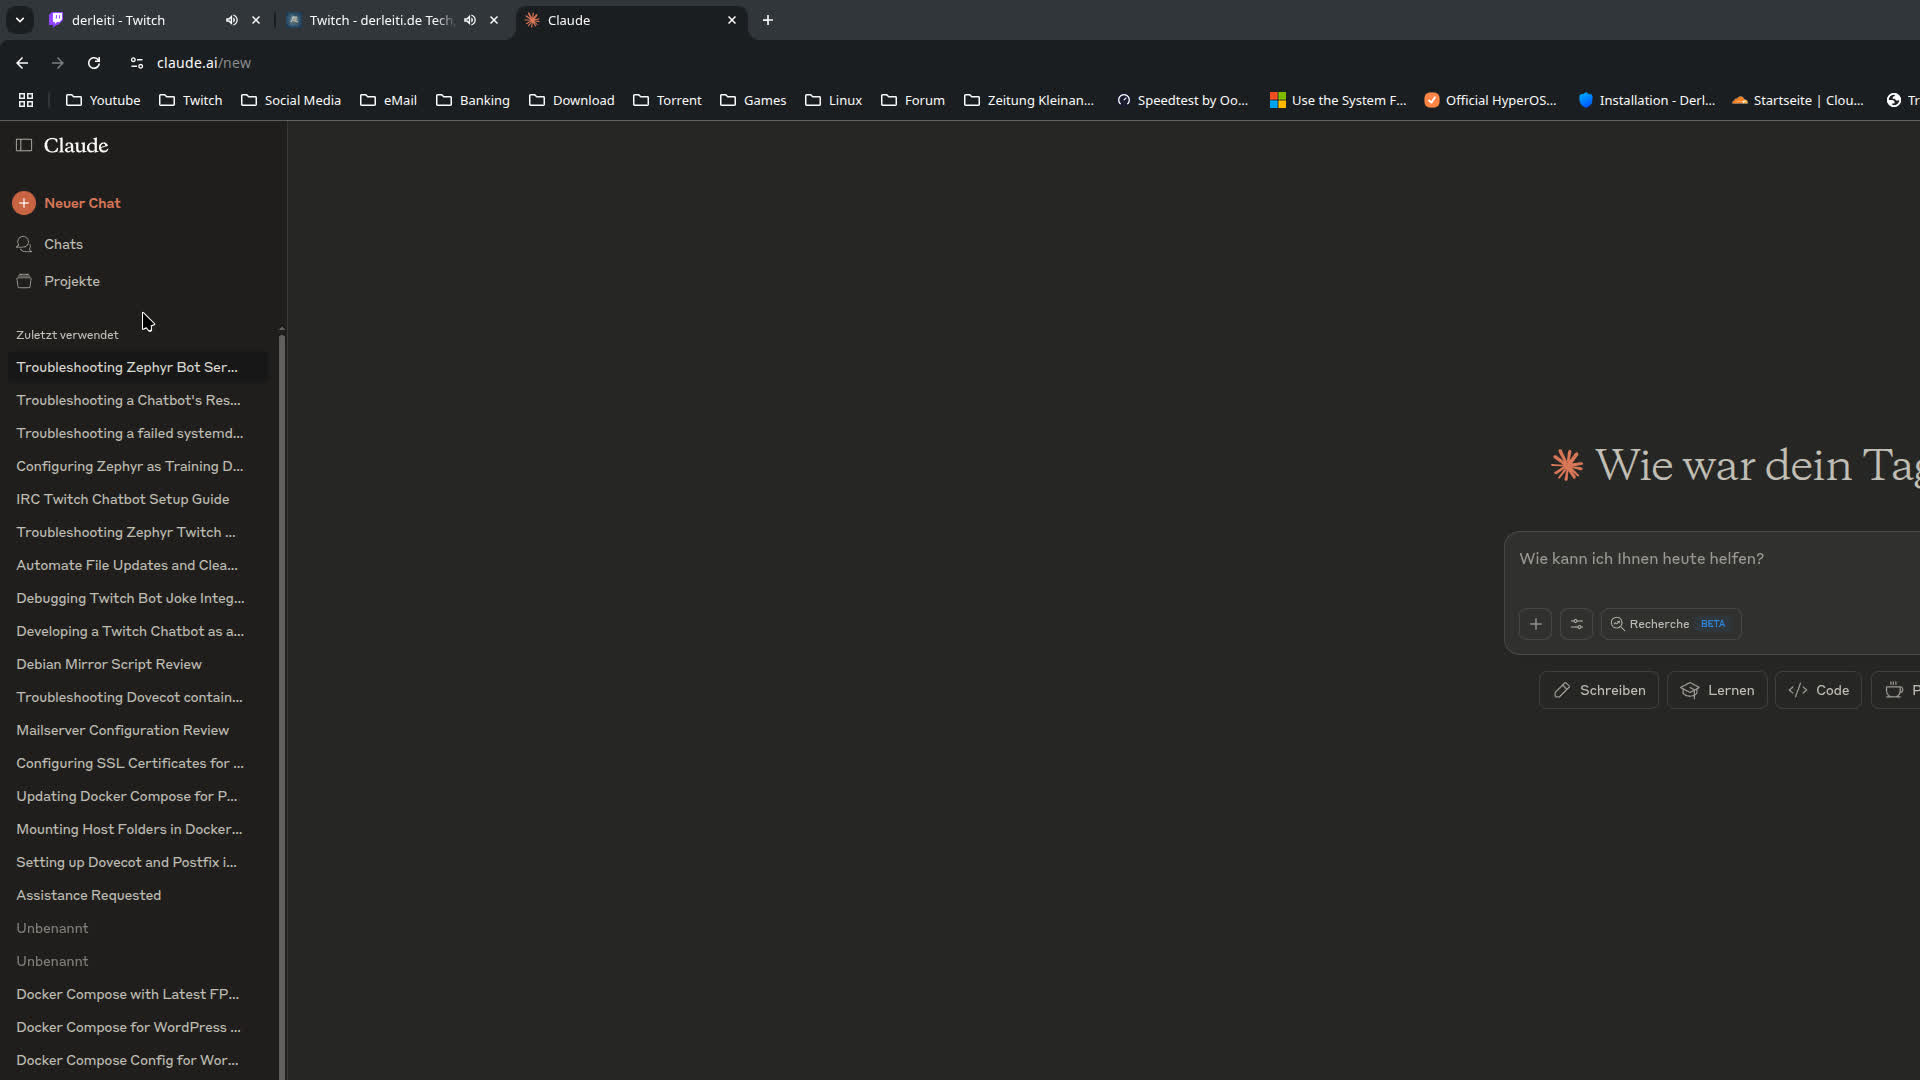 derleiti - Twitch
Twitch - derleiti.de Tech
Claude
claude.ai/new
Youtube
Twitch
Social Media
eMail
Banking
Download
Torrent
Games
Linux
Forum
Zeitung Kleinan...
Speedtest by Oo...
Use the System F...
Official HyperOS...
Installation - Derl...
Startseite | Clou...
Tr
Claude
Neuer Chat
Chats
Projekte
Zuletzt verwendet
Troubleshooting Zephyr Bot Ser...
Troubleshooting a Chatbot's Res...
Troubleshooting a failed systemd...
Configuring Zephyr as Training D...
IRC Twitch Chatbot Setup Guide
Troubleshooting Zephyr Twitch ...
Automate File Updates and Clea...
Debugging Twitch Bot Joke Integ...
Developing a Twitch Chatbot as a...
Debian Mirror Script Review
Troubleshooting Dovecot contain...
Mailserver Configuration Review
Configuring SSL Certificates for ...
Updating Docker Compose for P...
Mounting Host Folders in Docker...
Setting up Dovecot and Postfix i...
Assistance Requested
Unbenannt
Unbenannt
Docker Compose with Latest FP...
Docker Compose for WordPress ...
Docker Compose Config for Wor...
Wie war dein Tag
Wie kann ich Ihnen heute helfen?
Recherche BETA
Schreiben
Lernen
Code
P